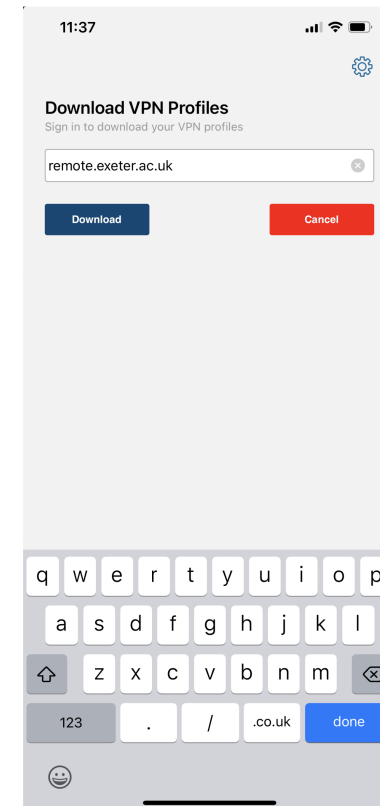 11:37
Download VPN Profiles
Sign in to download your VPN profiles
remote.exeter.ac.uk
Download Cancel
q w e r t y u i o p
a s d f g h j k l
z x c v b n m
123 . / .co.uk done